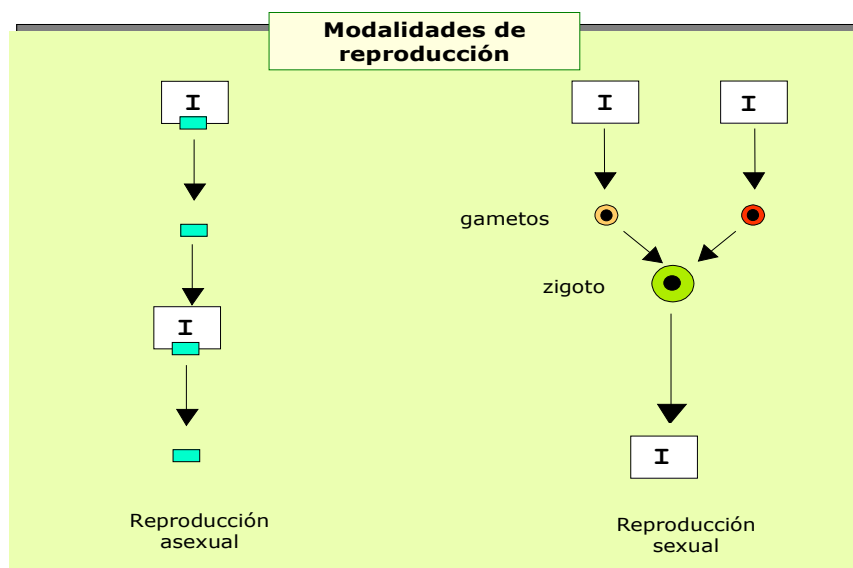 Modalidades de
reproducción
I
I
I
gametos
zigoto
I
I
Reproducción
asexual
Reproducción
sexual